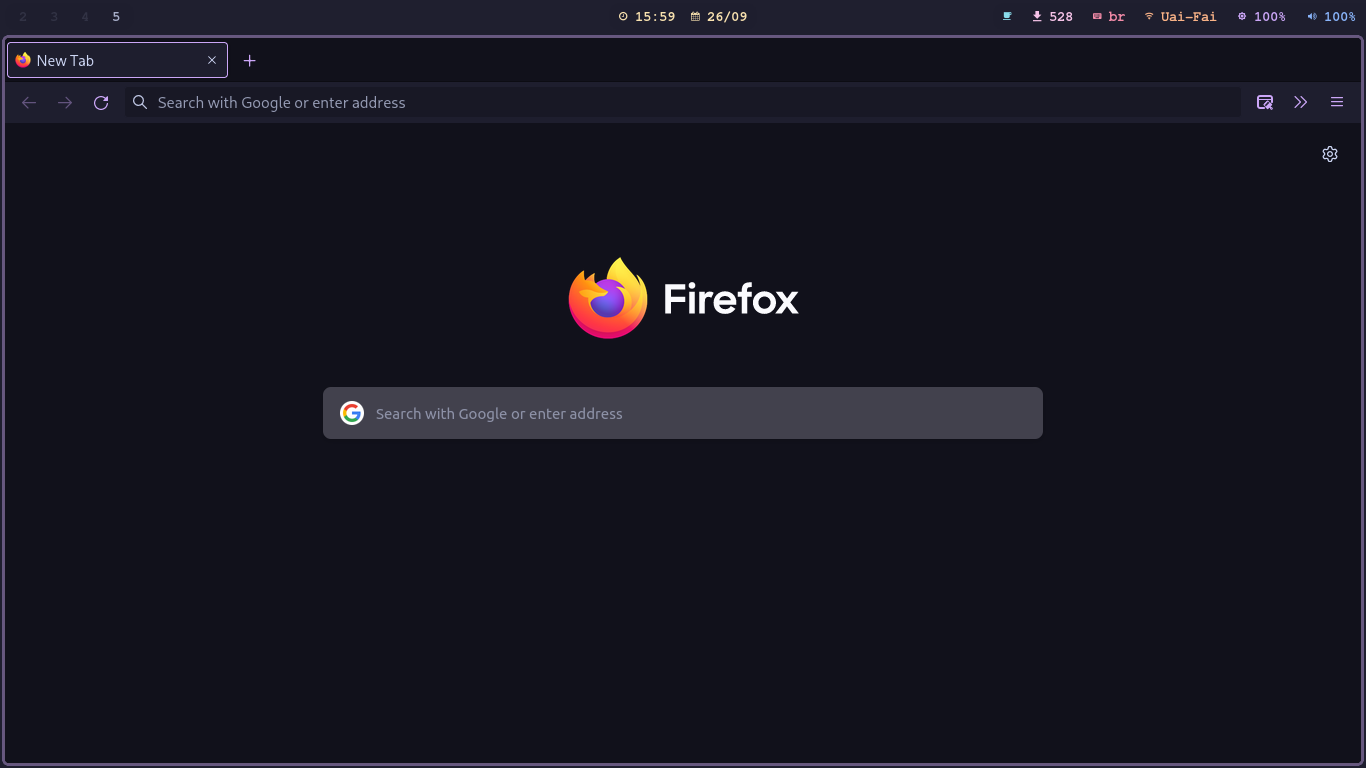 2 3 4 5 15:59 26/09 528 br Uai-Fai 100% 100%
New Tab
Search with Google or enter address
Firefox
Search with Google or enter address